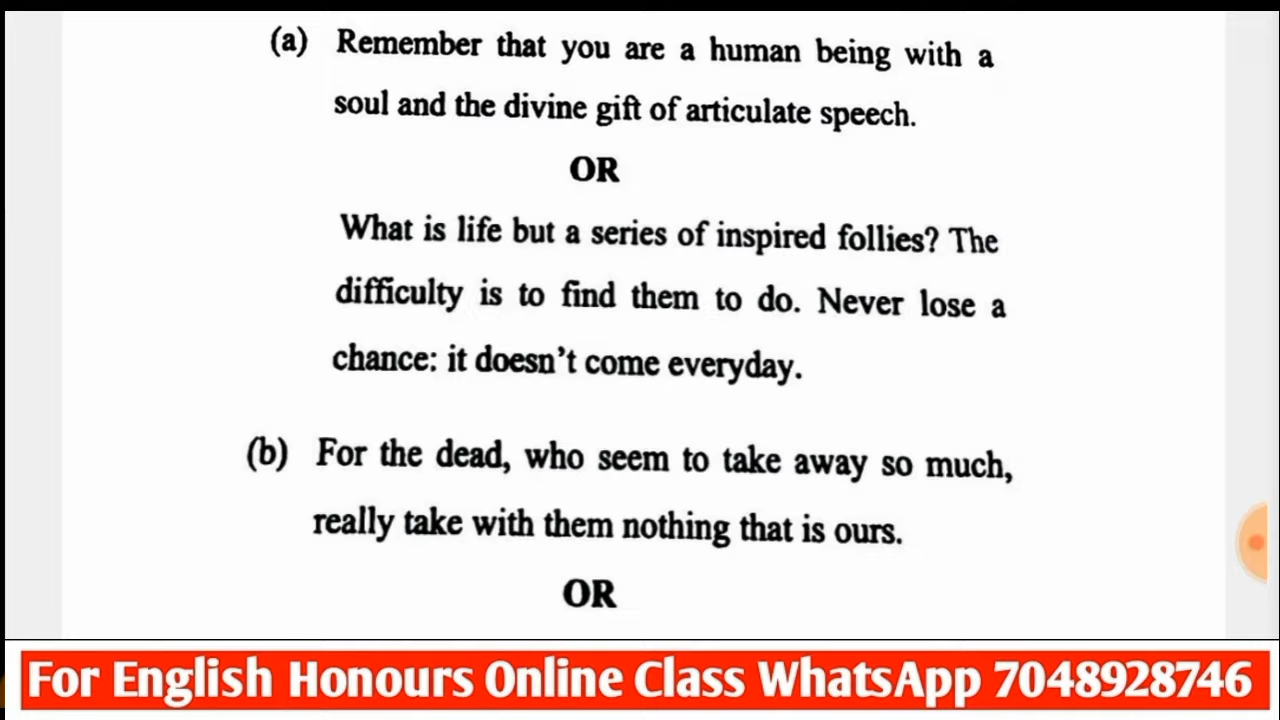 (a) Remember that you are a human being with a
soul and the divine gift of articulate speech.
OR
What is life but a series of inspired follies? The
difficulty is to find them to do. Never lose a
chance: it doesn't come everyday.
(b) For the dead, who seem to take away so much,
really take with them nothing that is ours.
OR
For English Honours Online Class WhatsApp 7048928746